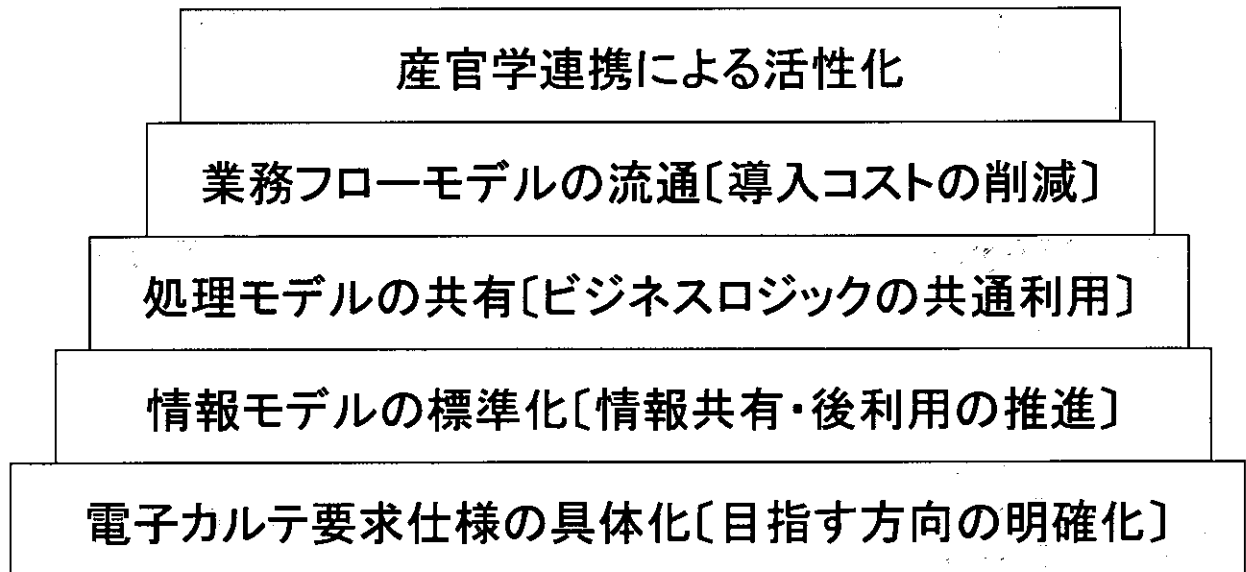 産官学連携による活性化
業務フローモデルの流通〔導入コストの削減〕
処理モデルの共有〔ビジネスロジックの共通利用〕
情報モデルの標準化〔情報共有・後利用の推進〕
電子カルテ要求仕様の具体化〔目指す方向の明確化〕